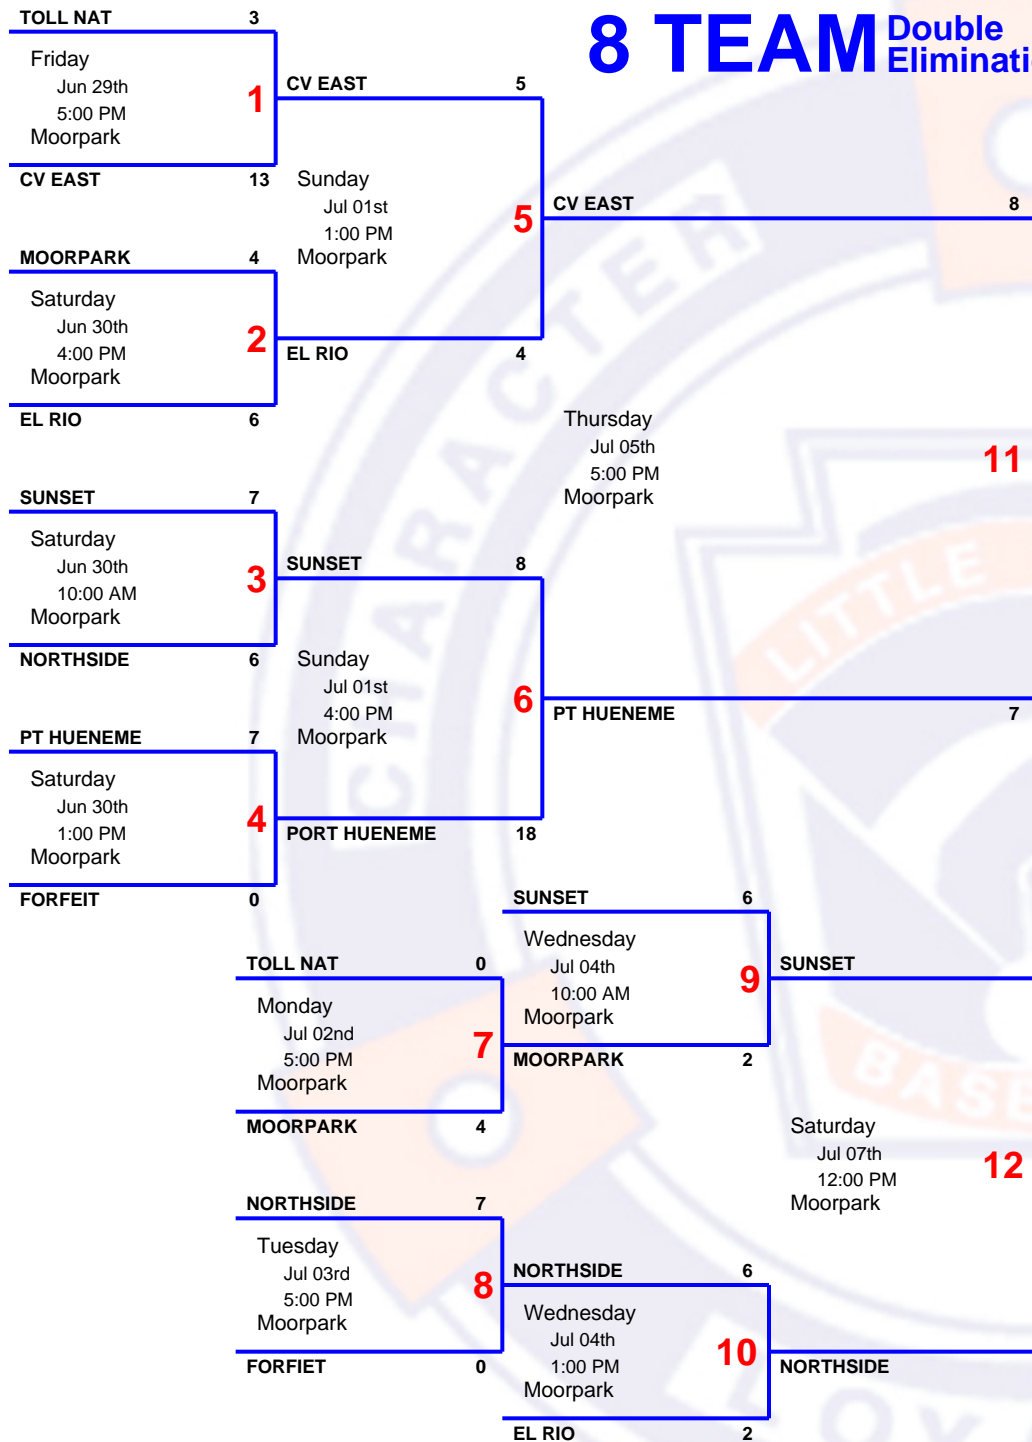 8 TEAM Double
Eliminati
TOLL NAT 3
Friday
Jun 29th
5:00 PM
Moorpark
1
CV EAST 13
CV EAST 5
Sunday
Jul 01st
1:00 PM
Moorpark
5
CV EAST 8
MOORPARK 4
Saturday
Jun 30th
4:00 PM
Moorpark
2
EL RIO 4
EL RIO 6
Thursday
Jul 05th
5:00 PM
Moorpark
11
SUNSET 7
Saturday
Jun 30th
10:00 AM
Moorpark
3
SUNSET 8
NORTHSIDE 6
Sunday
Jul 01st
4:00 PM
Moorpark
6
PT HUENEME 7
PT HUENEME 7
Saturday
Jun 30th
1:00 PM
Moorpark
4
PORT HUENEME 18
FORFEIT 0
SUNSET 6
Wednesday
Jul 04th
10:00 AM
Moorpark
9
SUNSET
TOLL NAT 0
Monday
Jul 02nd
5:00 PM
Moorpark
7
MOORPARK 2
MOORPARK 4
Saturday
Jul 07th
12:00 PM
Moorpark
12
NORTHSIDE 7
Tuesday
Jul 03rd
5:00 PM
Moorpark
8
NORTHSIDE 6
FORFIET 0
Wednesday
Jul 04th
1:00 PM
Moorpark
10
NORTHSIDE
EL RIO 2
CHARACTER
LITTLE
BASE
LOY